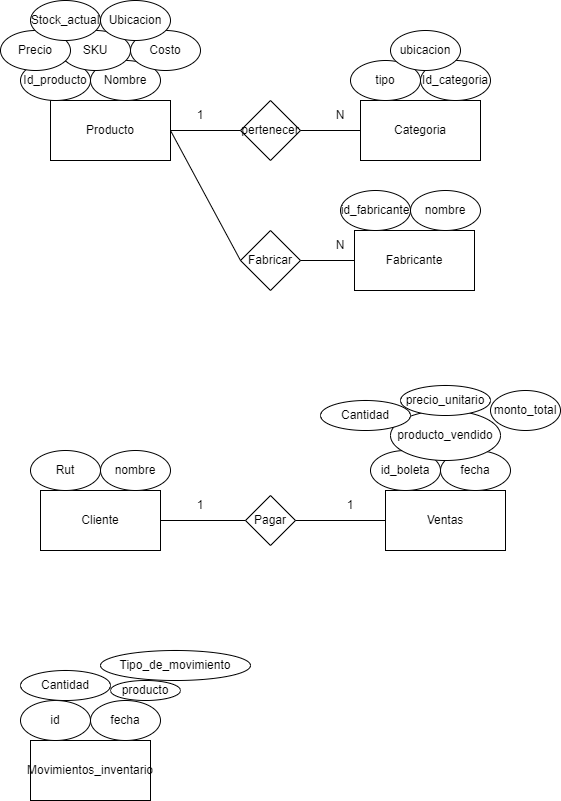 Stock_actual
Ubicacion
Precio
SKU
Costo
Id_producto
Nombre
Producto
1
pertenecer
N
ubicacion
tipo
Id_categoria
Categoria
Fabricar
N
id_fabricante
nombre
Fabricante
Rut
nombre
Cliente
1
Pagar
1
precio_unitario
monto_total
Cantidad
producto_vendido
id_boleta
fecha
Ventas
Tipo_de_movimiento
Cantidad
producto
id
fecha
Movimientos_inventario